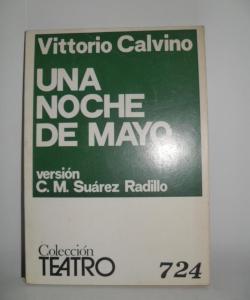 Vittorio Calvino
UNA
NOCHE
DE MAYO
versión
C. M. Suárez Radillo
Colección
TEATRO
724